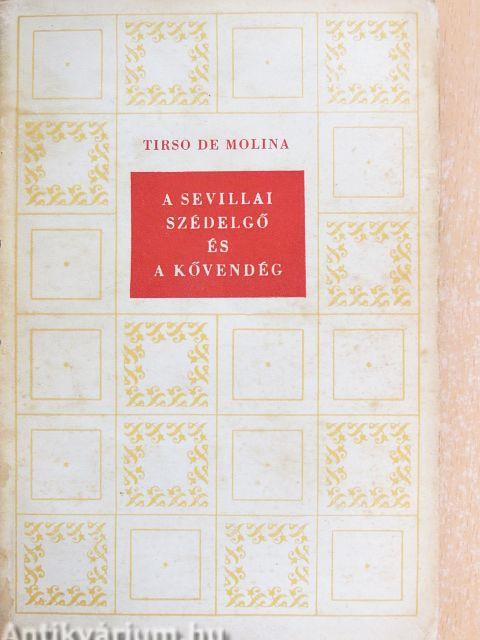 TIRSO DE MOLINA
A SEVILLAI
SZÉDELGŐ
ÉS
A KŐVENDÉG
Antikvárium.hu